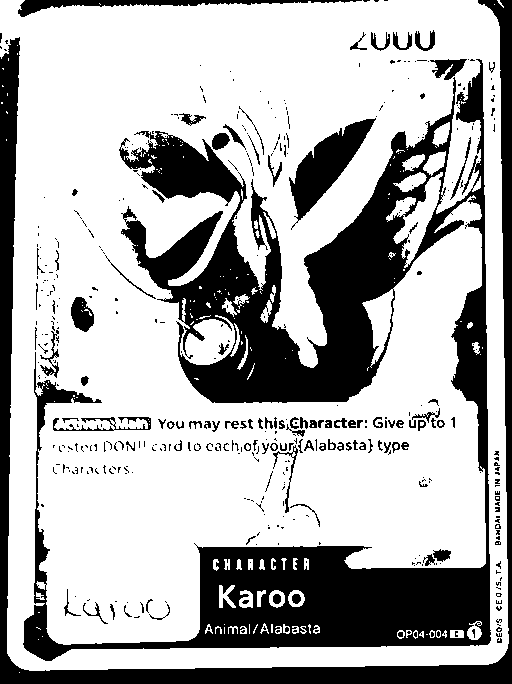 2000
Activate: Main You may rest this Character: Give up to 1
rested DON!! card to each of your {Alabasta} type
Characters.
CHARACTER
Karoo
Animal/Alabasta
karoo
OP04-004 C 1
BANDAI MADE IN JAPAN